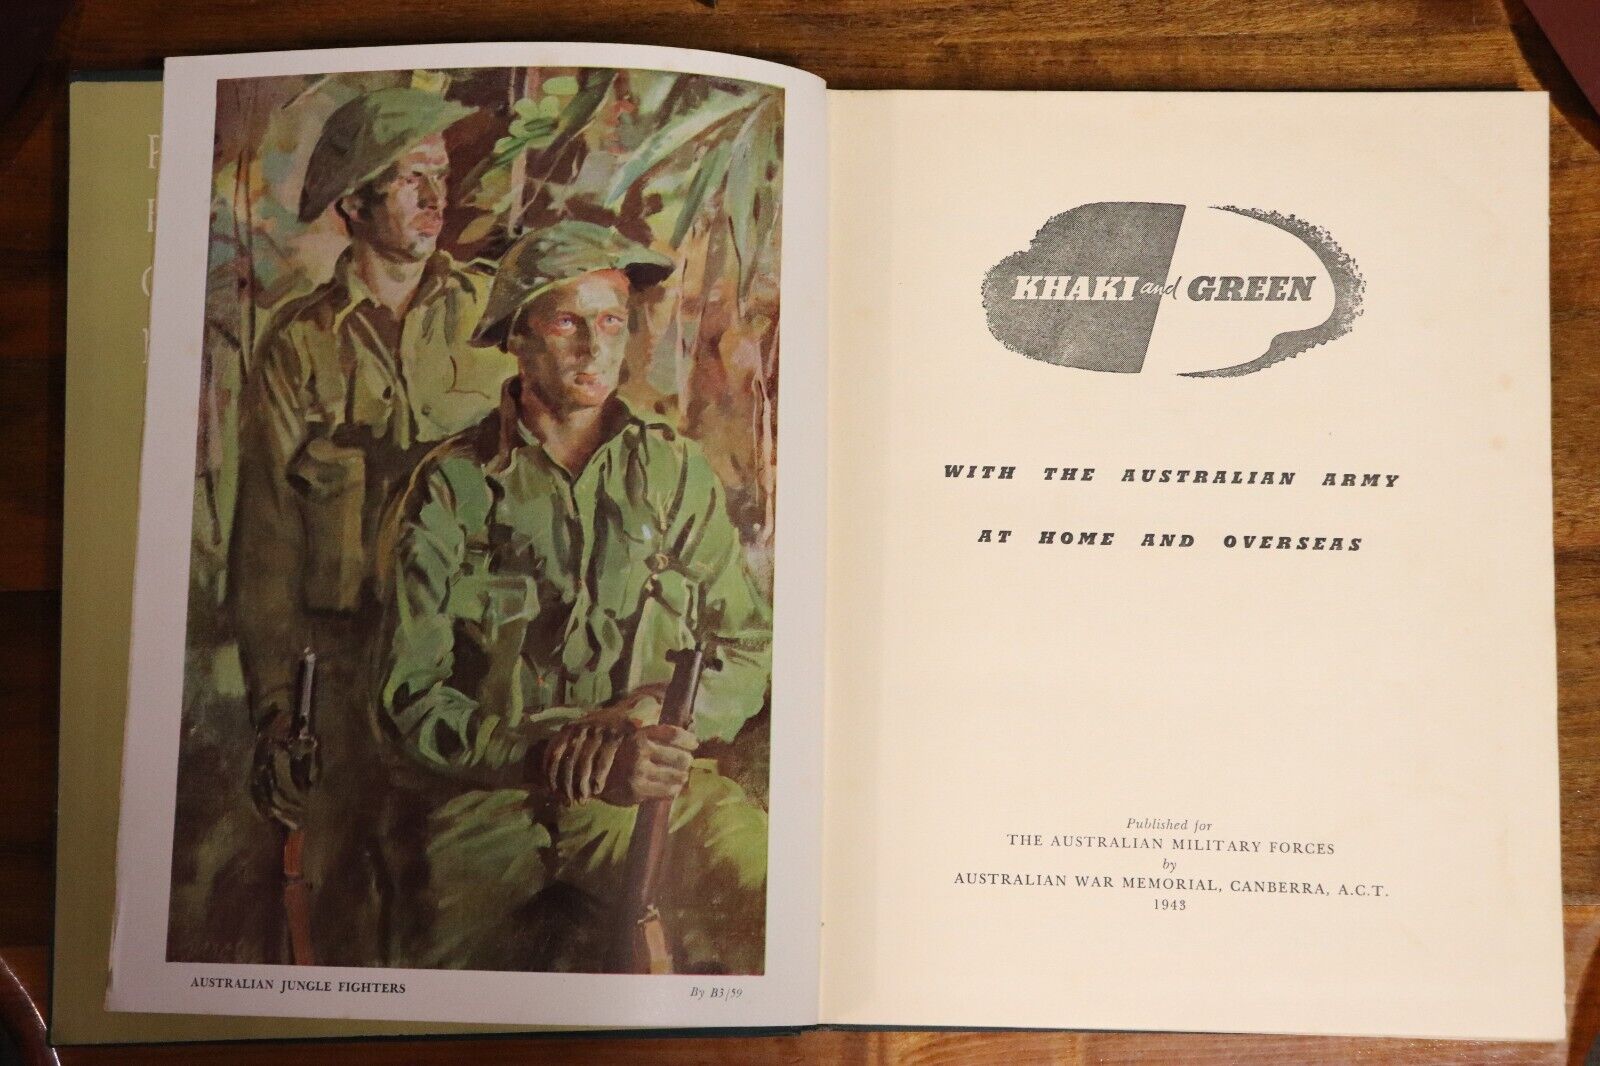 AUSTRALIAN JUNGLE FIGHTERS
By B3/59
KHAKI and GREEN
WITH THE AUSTRALIAN ARMY
AT HOME AND OVERSEAS
Published for
THE AUSTRALIAN MILITARY FORCES
by
AUSTRALIAN WAR MEMORIAL, CANBERRA, A.C.T.
1943